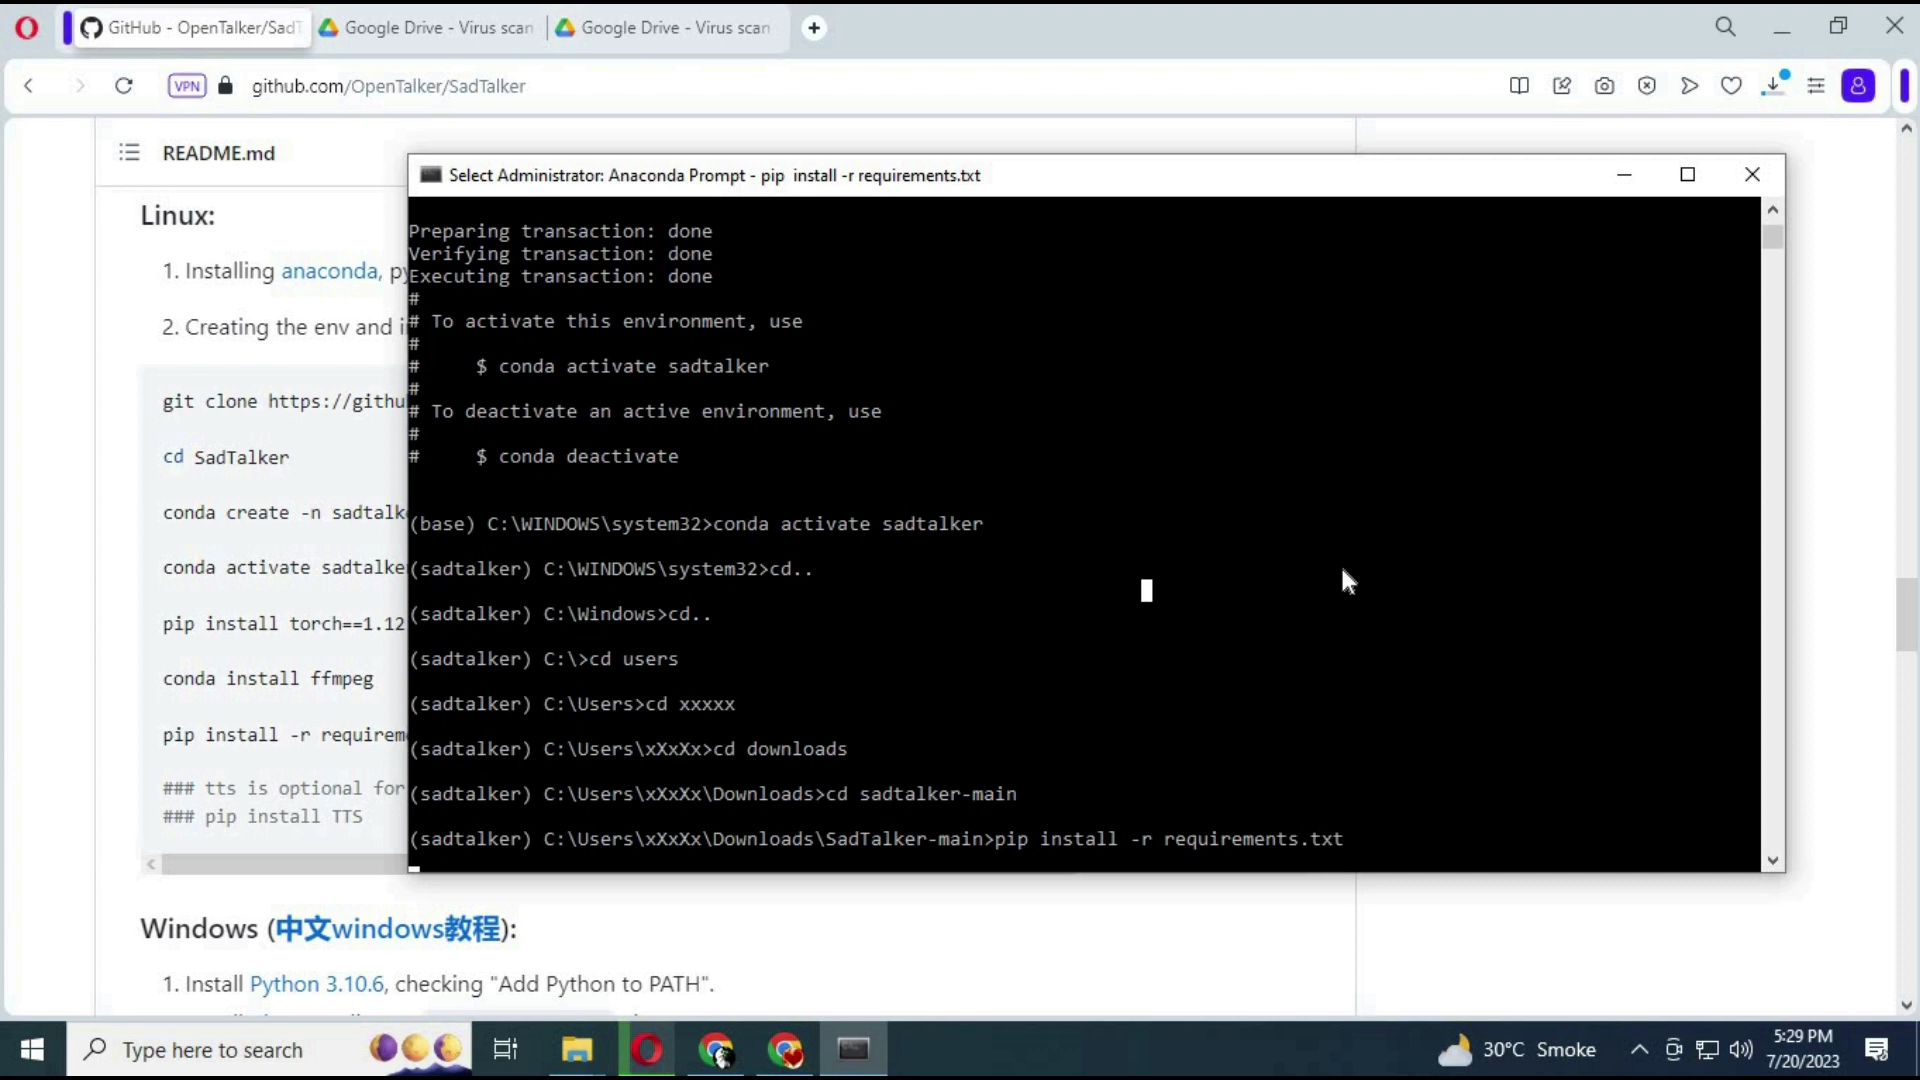 GitHub - OpenTalker/SadT
Google Drive - Virus scan
Google Drive - Virus scan
VPN
github.com/OpenTalker/SadTalker
README.md
Linux:
1. Installing anaconda, py
2. Creating the env and i
git clone https://githu
cd SadTalker
conda create -n sadtalk
conda activate sadtalke
pip install torch==1.12
conda install ffmpeg
pip install -r requirem
### tts is optional for
### pip install TTS
Windows (中文windows教程):
1. Install Python 3.10.6, checking "Add Python to PATH".
Select Administrator: Anaconda Prompt - pip  install -r requirements.txt
Preparing transaction: done
Verifying transaction: done
Executing transaction: done
#
# To activate this environment, use
#
#     $ conda activate sadtalker
#
# To deactivate an active environment, use
#
#     $ conda deactivate
(base) C:\WINDOWS\system32>conda activate sadtalker
(sadtalker) C:\WINDOWS\system32>cd..
(sadtalker) C:\Windows>cd..
(sadtalker) C:\>cd users
(sadtalker) C:\Users>cd xxxxx
(sadtalker) C:\Users\xXxXx>cd downloads
(sadtalker) C:\Users\xXxXx\Downloads>cd sadtalker-main
(sadtalker) C:\Users\xXxXx\Downloads\SadTalker-main>pip install -r requirements.txt
Type here to search
30°C Smoke
5:29 PM
7/20/2023